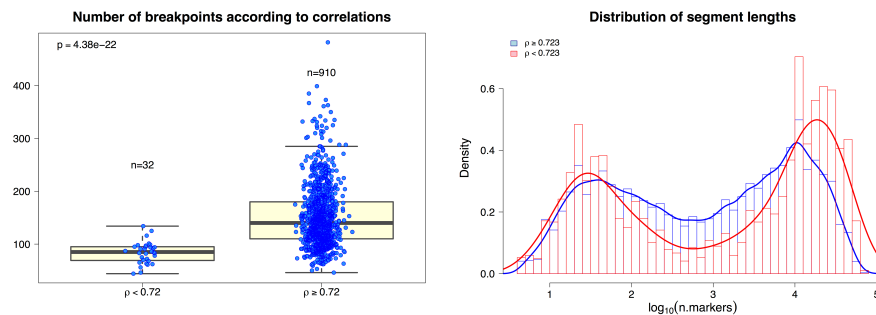 Number of breakpoints according to correlations
p = 4.38e−22
n=910
n=32
400
300
200
100
ρ < 0.72
ρ ≥ 0.72
Distribution of segment lengths
ρ ≥ 0.723
ρ < 0.723
Density
0.6
0.4
0.2
0.0
1
2
3
4
5
log10(n.markers)